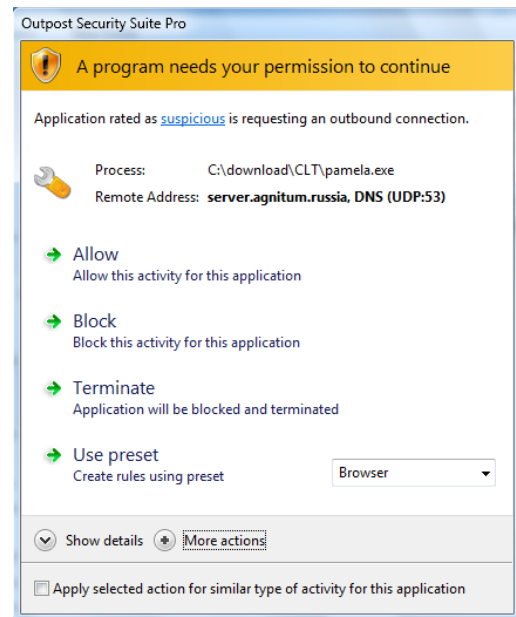 Outpost Security Suite Pro
A program needs your permission to continue
Application rated as suspicious is requesting an outbound connection.
Process: C:\download\CLT\pamela.exe
Remote Address: server.agnitum.russia, DNS (UDP:53)
Allow
Allow this activity for this application
Block
Block this activity for this application
Terminate
Application will be blocked and terminated
Use preset
Create rules using preset
Browser
Show details More actions
Apply selected action for similar type of activity for this application